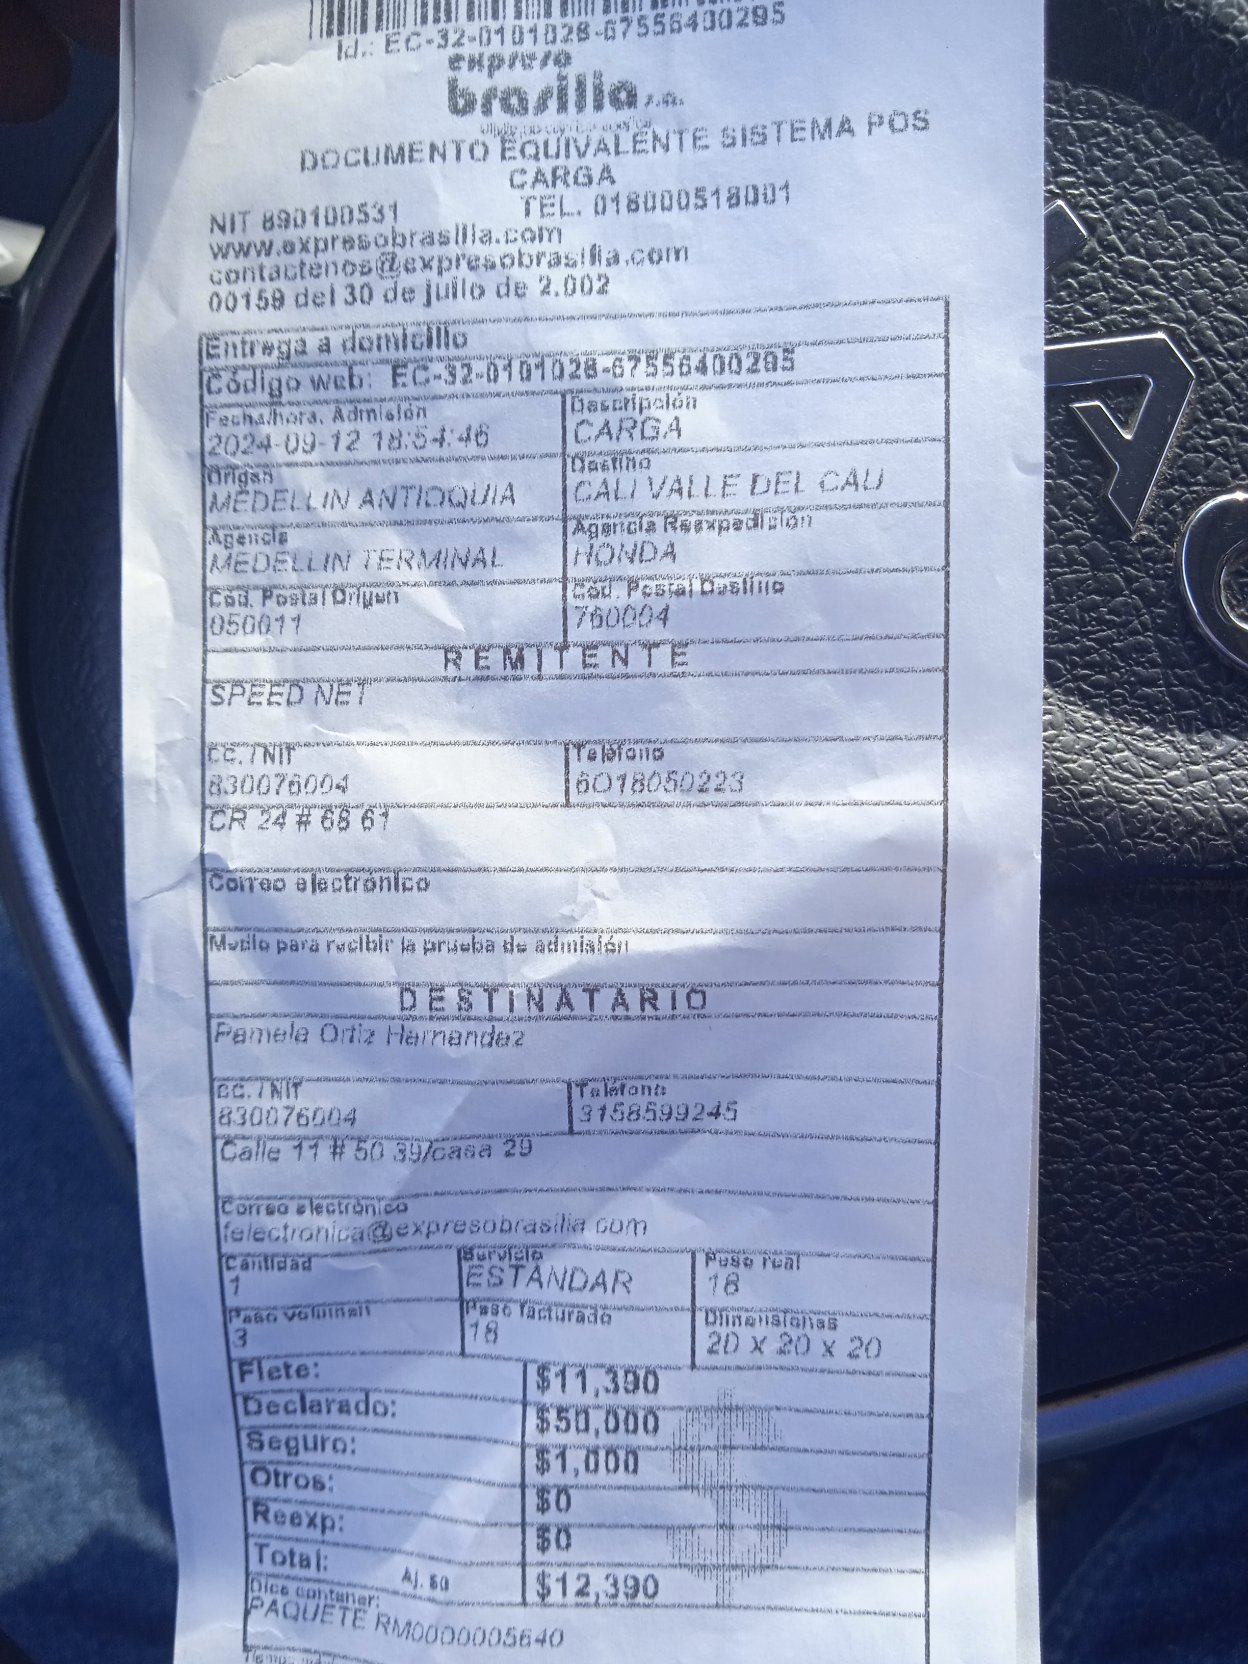 Id.: EC-32-0101028-67556400285
expreso
brasilia s.a.
DOCUMENTO EQUIVALENTE SISTEMA POS
CARGA
NIT 890100531 TEL. 018000518001
www.expresobrasilia.com
contactenos@expresobrasilia.com
00159 del 30 de julio de 2.002
Entrega a domicilio
Código web: EC-32-0101028-67556400285
Fecha/hora. Admisión Descripción
2024-09-12 18:54:46 CARGA
Origen Destino
MEDELLIN ANTIOQUIA CALI VALLE DEL CAU
Agencia Agencia Reexpedición
MEDELLIN TERMINAL HONDA
Cod. Postal Origen Cod. Postal Destino
050011 760004
REMITENTE
SPEED NET
CC. / NIT Teléfono
830076004 6018050223
CR 24 # 68 61
Correo electrónico
Medio para recibir la prueba de admisión
DESTINATARIO
Pamela Ortiz Hernandez
CC. / NIT Teléfono
830076004 3158599245
Calle 11 # 50 39/casa 29
Correo electrónico
felectronica@expresobrasilia.com
Cantidad Servicio Peso real
1 ESTANDAR 18
Peso volumen Peso facturado Dimensiones
3 18 20 x 20 x 20
Flete: $11,390
Declarado: $50,000
Seguro: $1,000
Otros: $0
Reexp: $0
Total: Aj. $0 $12,390
Dice contener:
PAQUETE RM0000005640
A